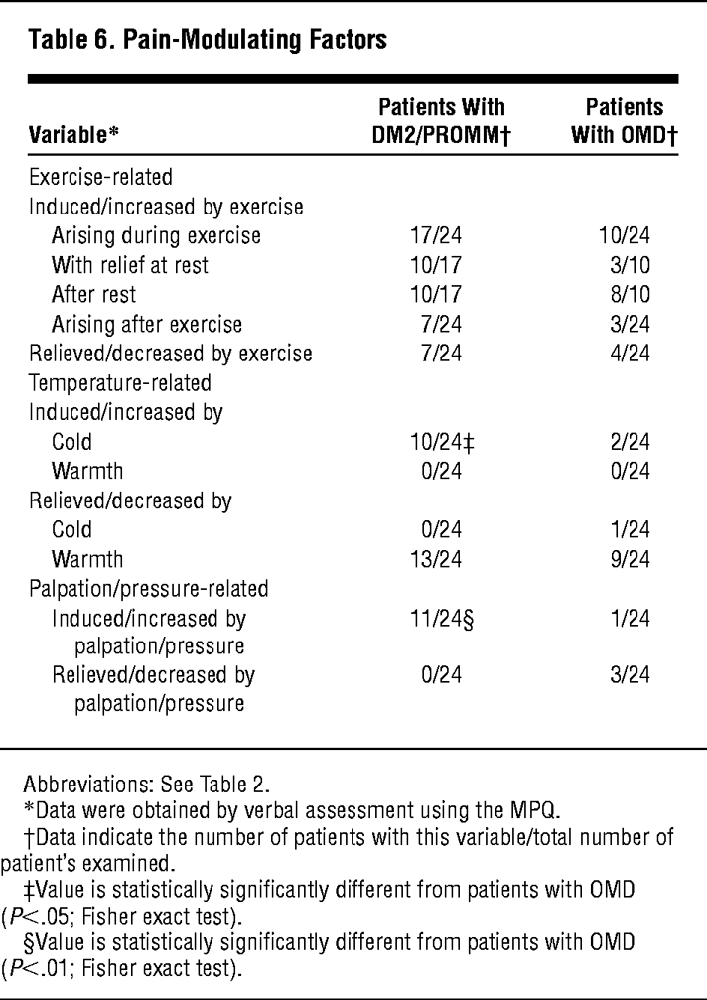 Table 6. Pain-Modulating Factors
Variable* Patients With DM2/PROMM† Patients With OMD†
Exercise-related
Induced/increased by exercise
Arising during exercise 17/24 10/24
With relief at rest 10/17 3/10
After rest 10/17 8/10
Arising after exercise 7/24 3/24
Relieved/decreased by exercise 7/24 4/24
Temperature-related
Induced/increased by
Cold 10/24‡ 2/24
Warmth 0/24 0/24
Relieved/decreased by
Cold 0/24 1/24
Warmth 13/24 9/24
Palpation/pressure-related
Induced/increased by 11/24§ 1/24
palpation/pressure
Relieved/decreased by 0/24 3/24
palpation/pressure
Abbreviations: See Table 2.
*Data were obtained by verbal assessment using the MPQ.
†Data indicate the number of patients with this variable/total number of
patient's examined.
‡Value is statistically significantly different from patients with OMD
(P<.05; Fisher exact test).
§Value is statistically significantly different from patients with OMD
(P<.01; Fisher exact test).